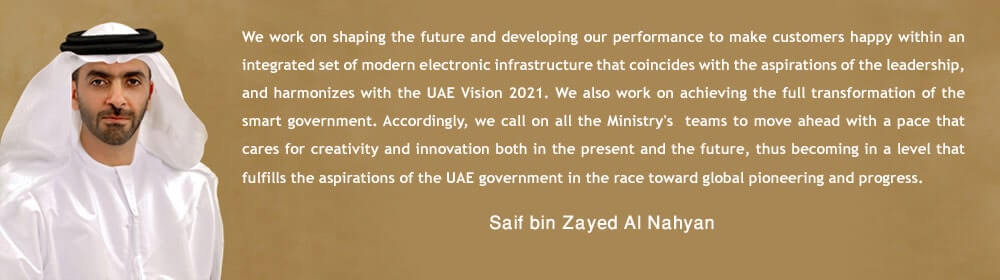 We work on shaping the future and developing our performance to make customers happy within an
integrated set of modern electronic infrastructure that coincides with the aspirations of the leadership,
and harmonizes with the UAE Vision 2021. We also work on achieving the full transformation of the
smart government. Accordingly, we call on all the Ministry's  teams to move ahead with a pace that
cares for creativity and innovation both in the present and the future, thus becoming in a level that
fulfills the aspirations of the UAE government in the race toward global pioneering and progress.
Saif bin Zayed Al Nahyan